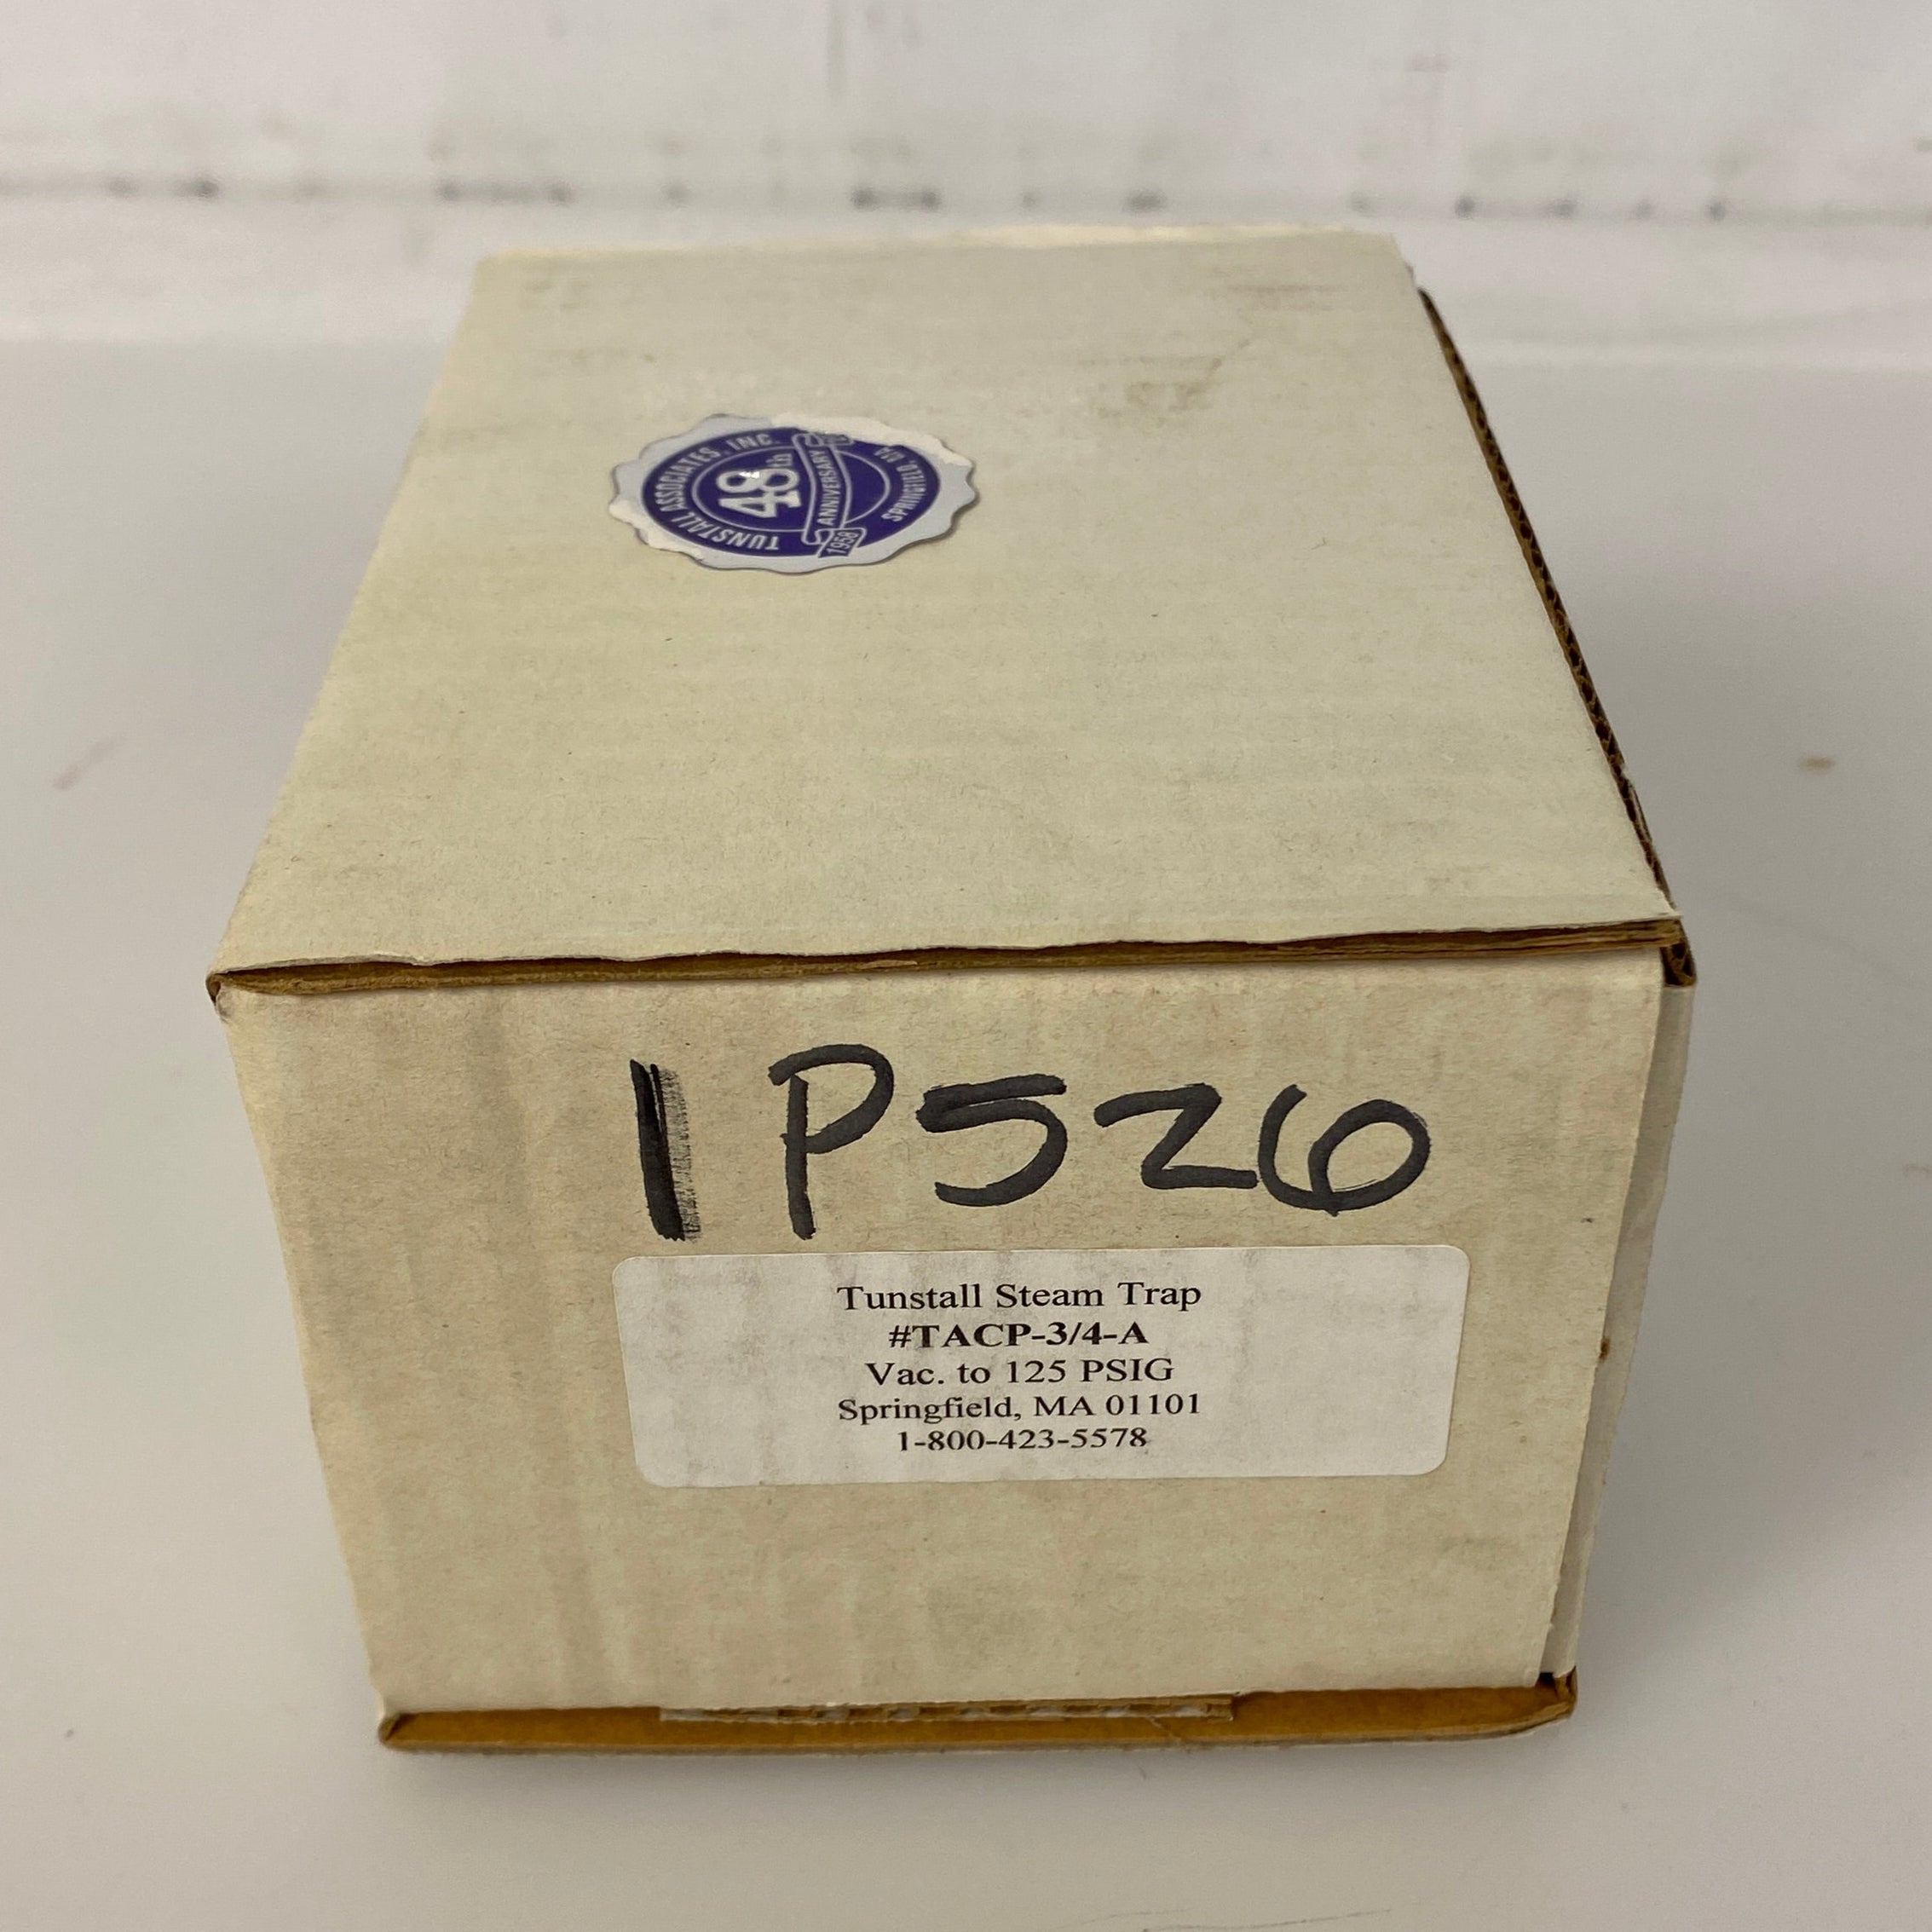 TUNSTALL ASSOCIATES, INC.
48th
ANNIVERSARY
1958
SPRINGFIELD, MA
P526
Tunstall Steam Trap
#TACP-3/4-A
Vac. to 125 PSIG
Springfield, MA 01101
1-800-423-5578